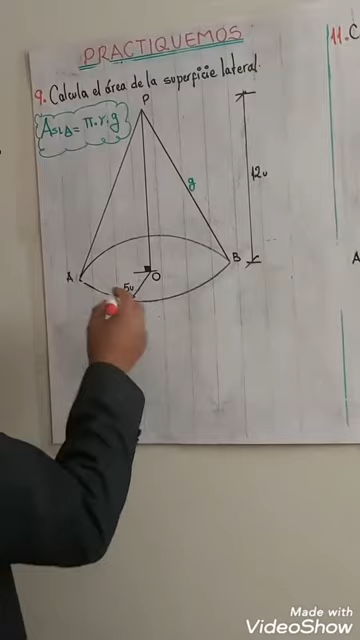 PRACTIQUEMOS
9. Calcula el área de la superficie lateral.
11. C
P
ASLΔ = π.r.g
g
12u
A
B
A
O
5u
Made with
VideoShow